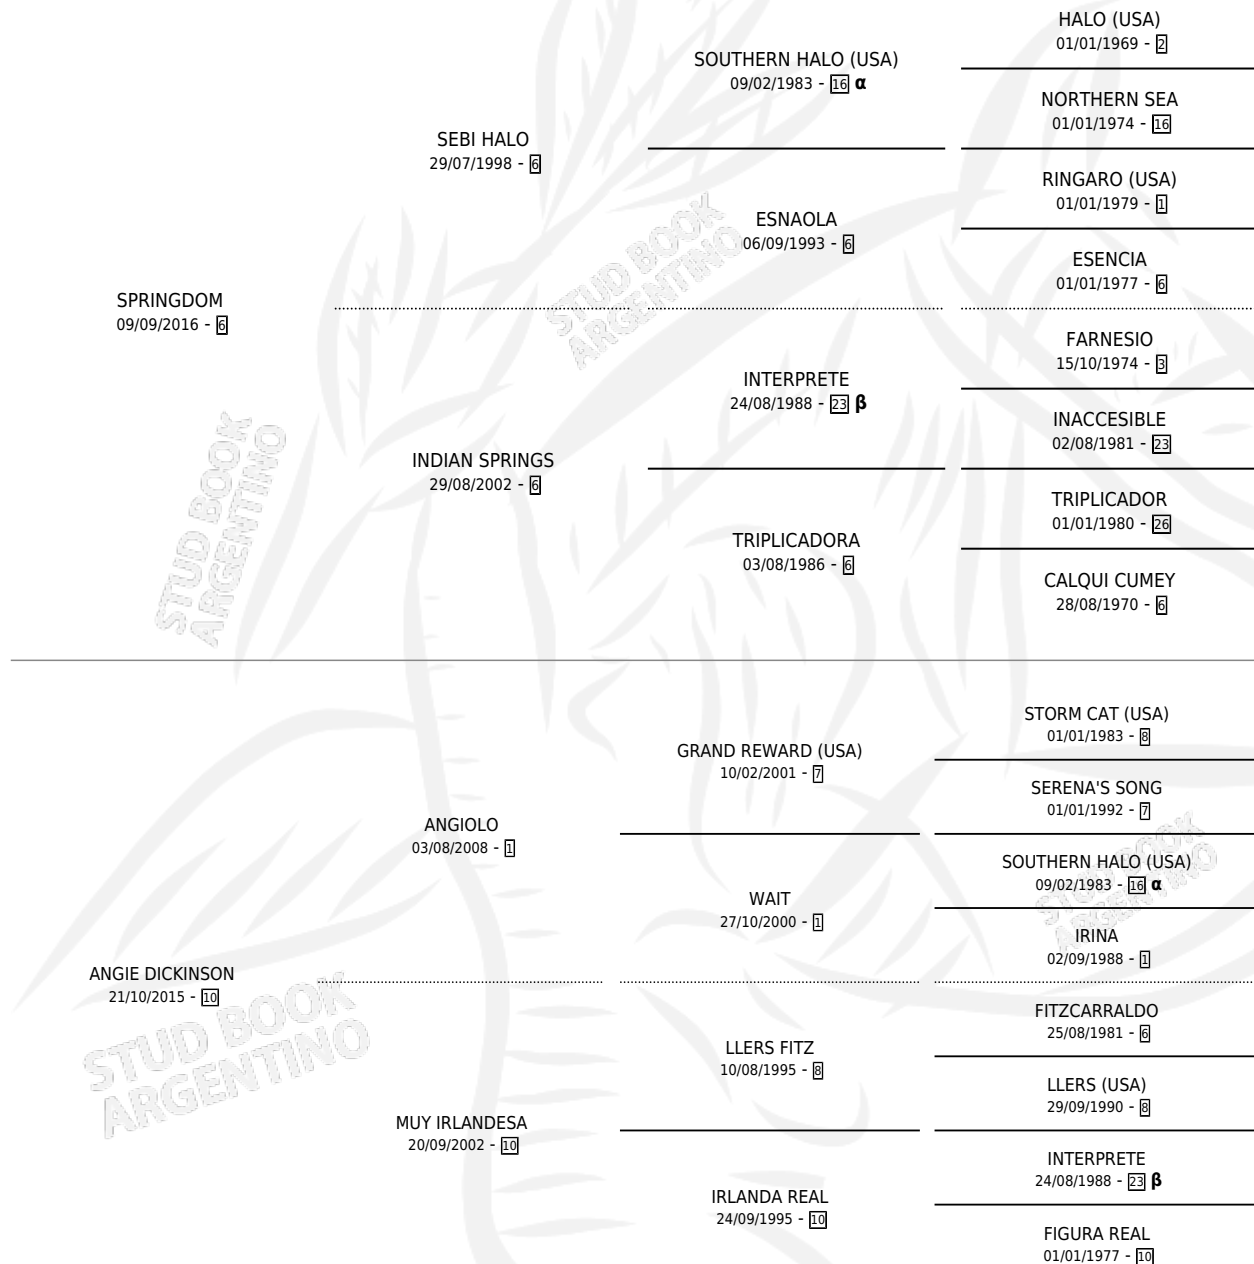 HALO (USA)
01/01/1969 - 2
SOUTHERN HALO (USA)
09/02/1983 - 16 α
NORTHERN SEA
01/01/1974 - 16
SEBI HALO
29/07/1998 - 6
RINGARO (USA)
01/01/1979 - 1
ESNAOLA
06/09/1993 - 6
ESENCIA
01/01/1977 - 6
SPRINGDOM
09/09/2016 - 6
STUD BOOK
ARGENTINO
FARNESIO
15/10/1974 - 3
INTERPRETE
24/08/1988 - 23 β
INACCESIBLE
02/08/1981 - 23
INDIAN SPRINGS
29/08/2002 - 6
TRIPLICADOR
01/01/1980 - 26
TRIPLICADORA
03/08/1986 - 6
CALQUI CUMEY
28/08/1970 - 6
STUD BOOK
ARGENTINO
STORM CAT (USA)
01/01/1983 - 8
GRAND REWARD (USA)
10/02/2001 - 7
SERENA'S SONG
01/01/1992 - 7
ANGIOLO
03/08/2008 - 1
SOUTHERN HALO (USA)
09/02/1983 - 16 α
WAIT
27/10/2000 - 1
IRINA
02/09/1988 - 1
STUD BOOK
ARGENTINO
ANGIE DICKINSON
21/10/2015 - 10
STUD BOOK
ARGENTINO
FITZCARRALDO
25/08/1981 - 6
LLERS FITZ
10/08/1995 - 8
LLERS (USA)
29/09/1990 - 8
MUY IRLANDESA
20/09/2002 - 10
INTERPRETE
24/08/1988 - 23 β
IRLANDA REAL
24/09/1995 - 10
FIGURA REAL
01/01/1977 - 10